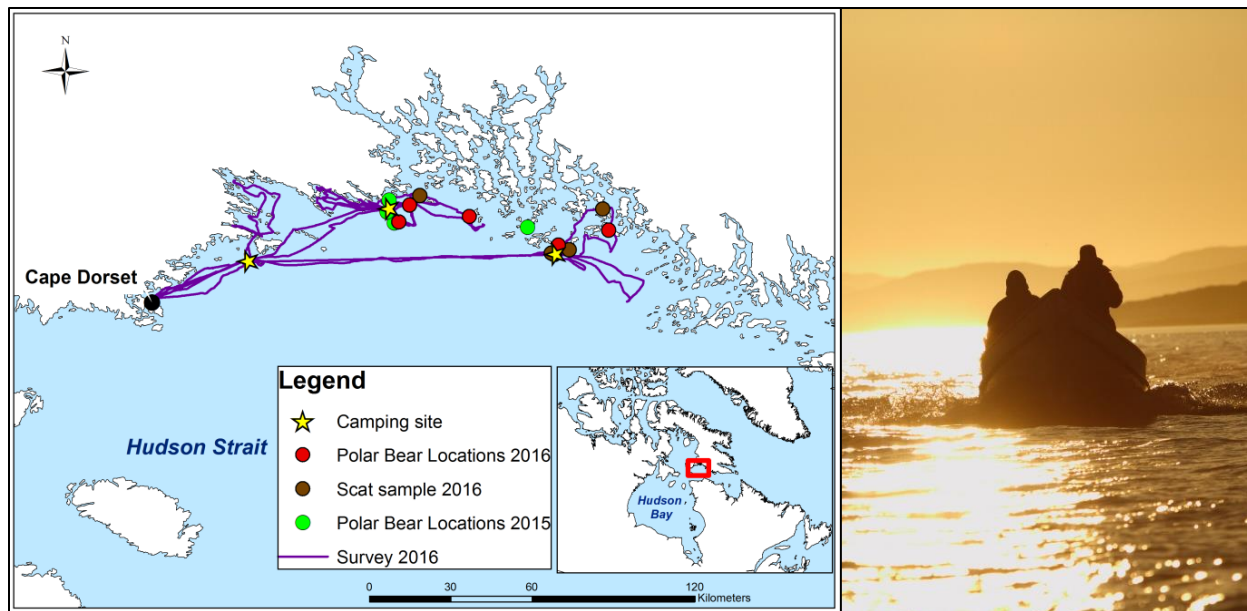 N
Cape Dorset
Hudson Strait
Legend
Camping site
Polar Bear Locations 2016
Scat sample 2016
Polar Bear Locations 2015
Survey 2016
Hudson
Bay
0 30 60 120
Kilometers